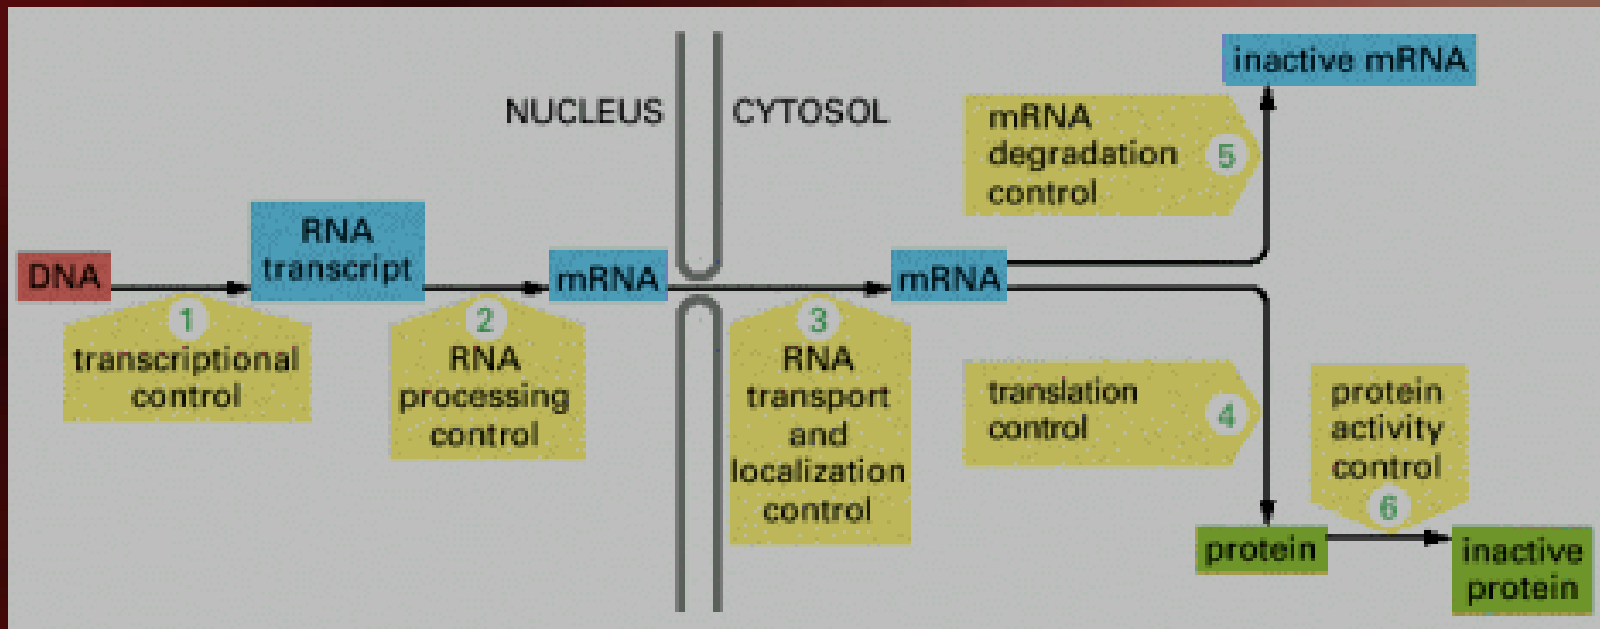 NUCLEUS
CYTOSOL
inactive mRNA
mRNA
degradation
control
5
DNA
RNA
transcript
mRNA
mRNA
1
transcriptional
control
2
RNA
processing
control
3
RNA
transport
and
localization
control
translation
control
4
protein
activity
control
6
protein
inactive
protein